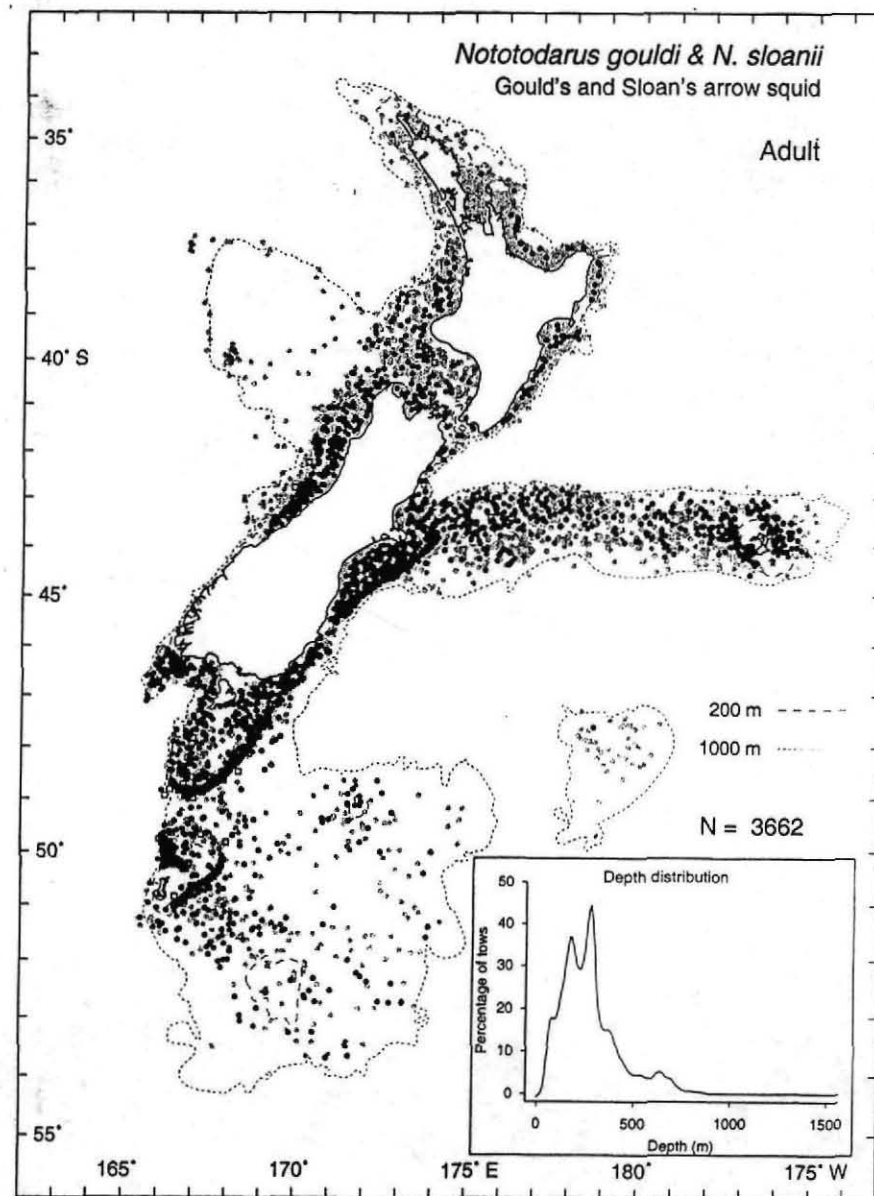 Nototodarus gouldi & N. sloanii
Gould's and Sloan's arrow squid
Adult
35°
40° S
45°
50°
55°
200 m
1000 m
N = 3662
Depth distribution
Percentage of tows
50
40
30
20
10
0
0
500
1000
1500
Depth (m)
165°
170°
175° E
180°
175° W